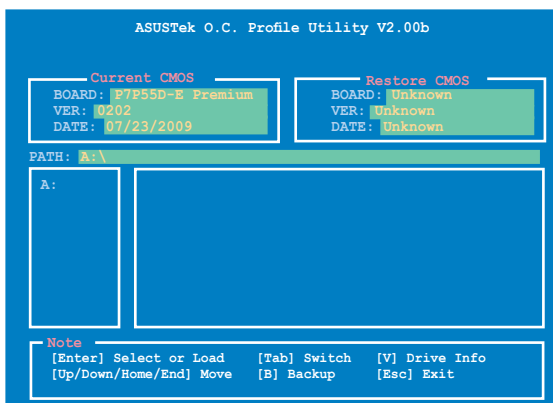 ASUSTek O.C. Profile Utility V2.00b
Current CMOS
BOARD: P7P55D-E Premium
VER: 0202
DATE: 07/23/2009
Restore CMOS
BOARD: Unknown
VER: Unknown
DATE: Unknown
PATH: A:\
A:
Note
[Enter] Select or Load [Tab] Switch [V] Drive Info
[Up/Down/Home/End] Move [B] Backup [Esc] Exit